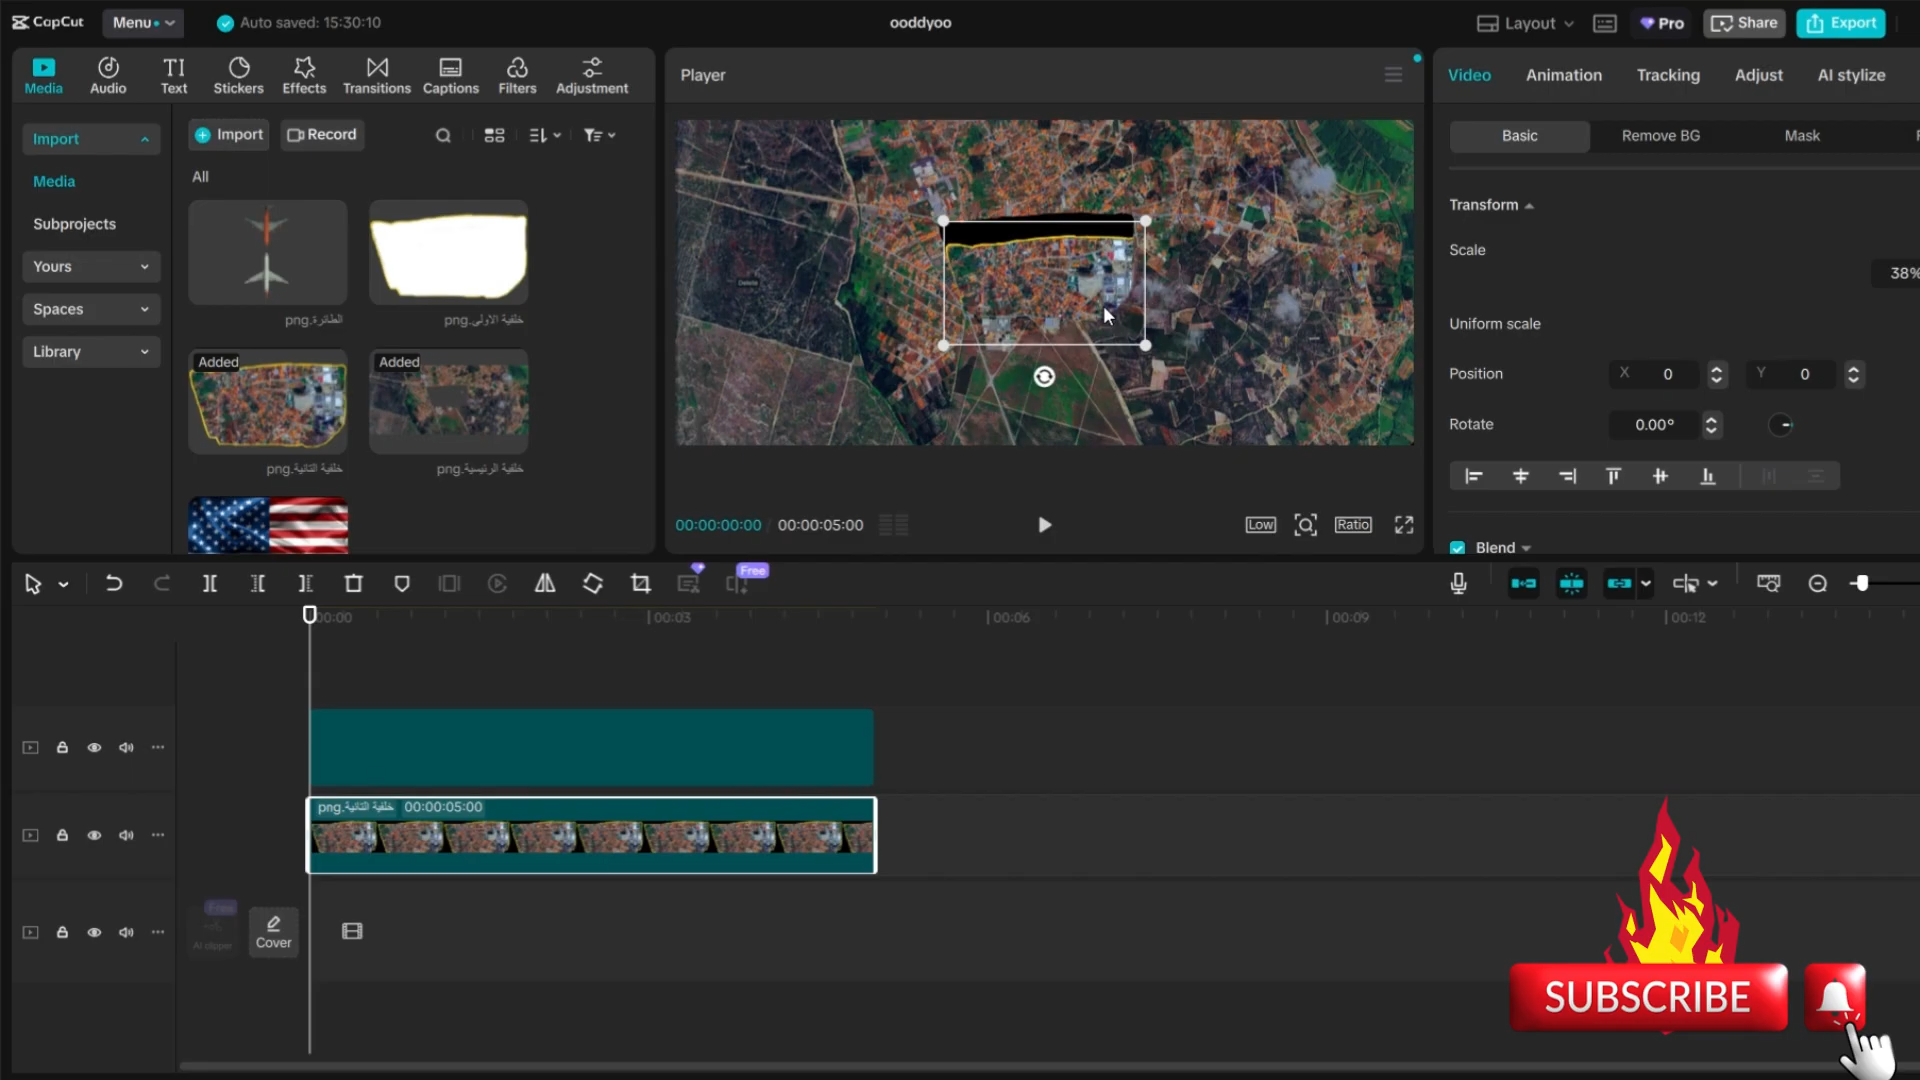 CapCut
Menu
Auto saved: 15:30:10
ooddyoo
Layout
Pro
Share
Export
Media
Audio
Text
Stickers
Effects
Transitions
Captions
Filters
Adjustment
Player
Video
Animation
Tracking
Adjust
AI stylize
Import
Import
Record
Basic
Remove BG
Mask
Media
All
Subprojects
Transform
Yours
Scale
38%
Spaces
الطائرة.png
خلفية الاولى.png
Uniform scale
Library
Added
Added
Position
X 0
Y 0
Rotate
0.00°
خلفية الثانية.png
خلفية الرئيسية.png
00:00:00:00
00:00:05:00
Low
Ratio
Blend
Free
00:00
00:03
00:06
00:09
00:12
خلفية الثانية.png 00:00:05:00
Free
AI clipper
Cover
SUBSCRIBE